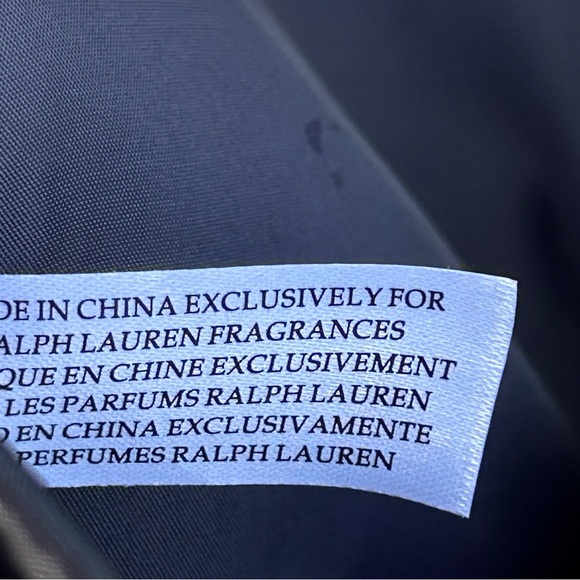 DE IN CHINA EXCLUSIVELY FOR
ALPH LAUREN FRAGRANCES
QUE EN CHINE EXCLUSIVEMENT
LES PARFUMS RALPH LAUREN
EN CHINA EXCLUSIVAMENTE
PERFUMES RALPH LAUREN